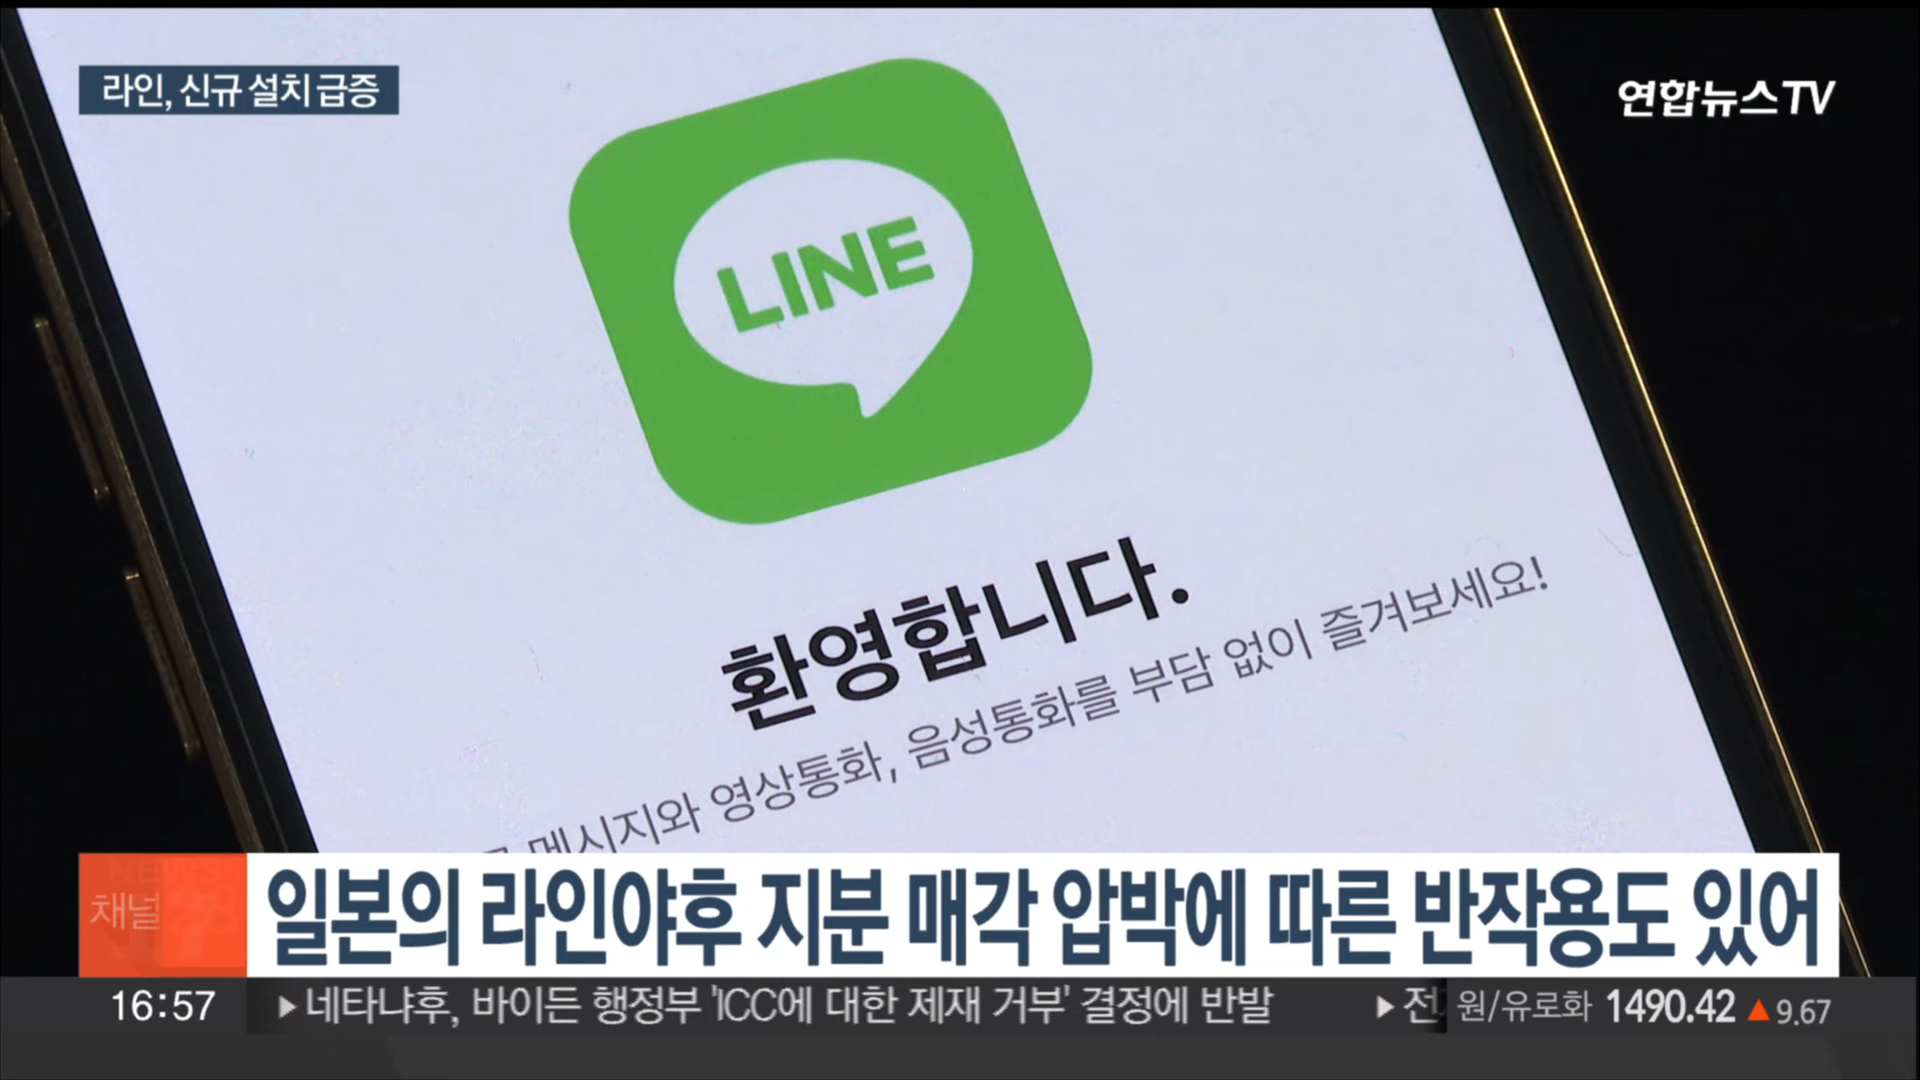 라인, 신규 설치 급증
연합뉴스TV
LINE
환영합니다.
메시지와 영상통화, 음성통화를 부담 없이 즐겨보세요!
채널
일본의 라인야후 지분 매각 압박에 따른 반작용도 있어
16:57
▶네타냐후, 바이든 행정부 'ICC에 대한 제재 거부' 결정에 반발
▶전
원/유로화 1490.42 ▲9.67